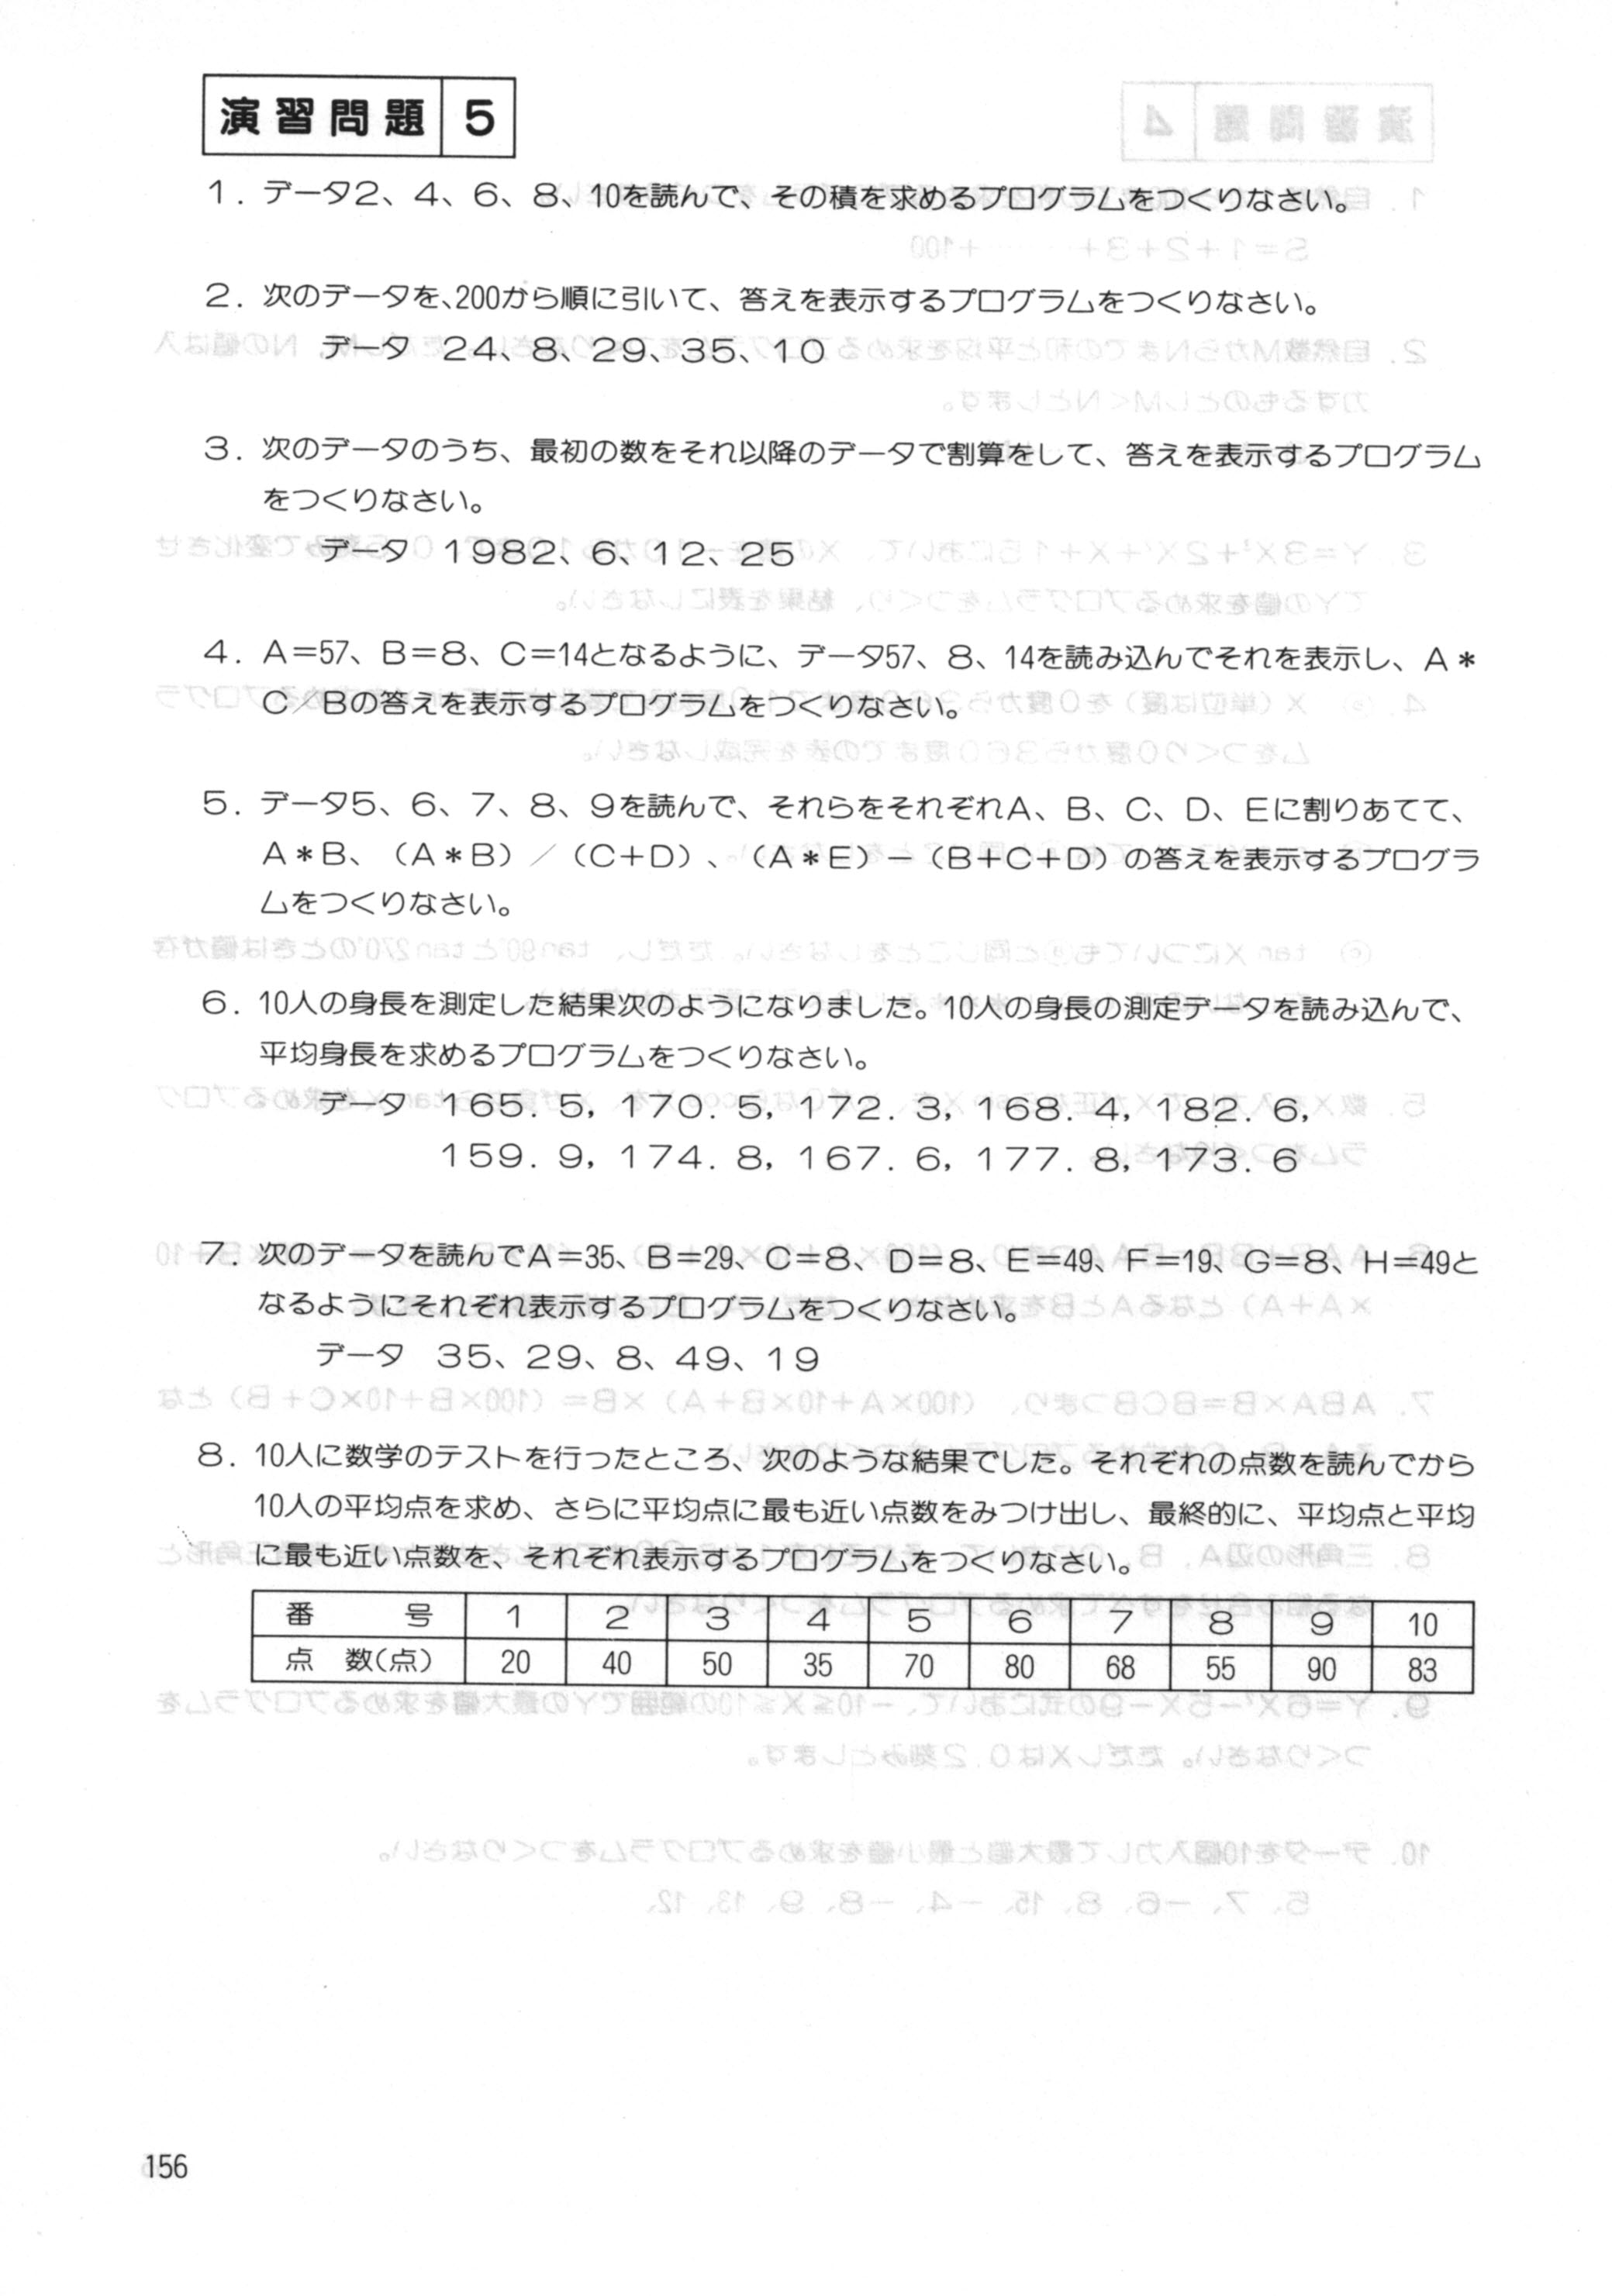 演習問題 5
1. データ2、4、6、8、10を読んで、その積を求めるプログラムをつくりなさい。
2. 次のデータを、200から順に引いて、答えを表示するプログラムをつくりなさい。
データ 24、8、29、35、10
3. 次のデータのうち、最初の数をそれ以降のデータで割算をして、答えを表示するプログラム
をつくりなさい。
データ 1982、6、12、25
4. A=57、B=8、C=14となるように、データ57、8、14を読み込んでそれを表示し、A*
C/Bの答えを表示するプログラムをつくりなさい。
5. データ5、6、7、8、9を読んで、それらをそれぞれA、B、C、D、Eに割りあてて、
A*B、(A*B)/(C+D)、(A*E)-(B+C+D)の答えを表示するプログラ
ムをつくりなさい。
6. 10人の身長を測定した結果次のようになりました。10人の身長の測定データを読み込んで、
平均身長を求めるプログラムをつくりなさい。
データ 165.5, 170.5, 172.3, 168.4, 182.6,
159.9, 174.8, 167.6, 177.8, 173.6
7. 次のデータを読んでA=35、B=29、C=8、D=8、E=49、F=19、G=8、H=49と
なるようにそれぞれ表示するプログラムをつくりなさい。
データ 35、29、8、49、19
8. 10人に数学のテストを行ったところ、次のような結果でした。それぞれの点数を読んでから
10人の平均点を求め、さらに平均点に最も近い点数をみつけ出し、最終的に、平均点と平均
に最も近い点数を、それぞれ表示するプログラムをつくりなさい。
番 号 1 2 3 4 5 6 7 8 9 10
点 数(点) 20 40 50 35 70 80 68 55 90 83
156